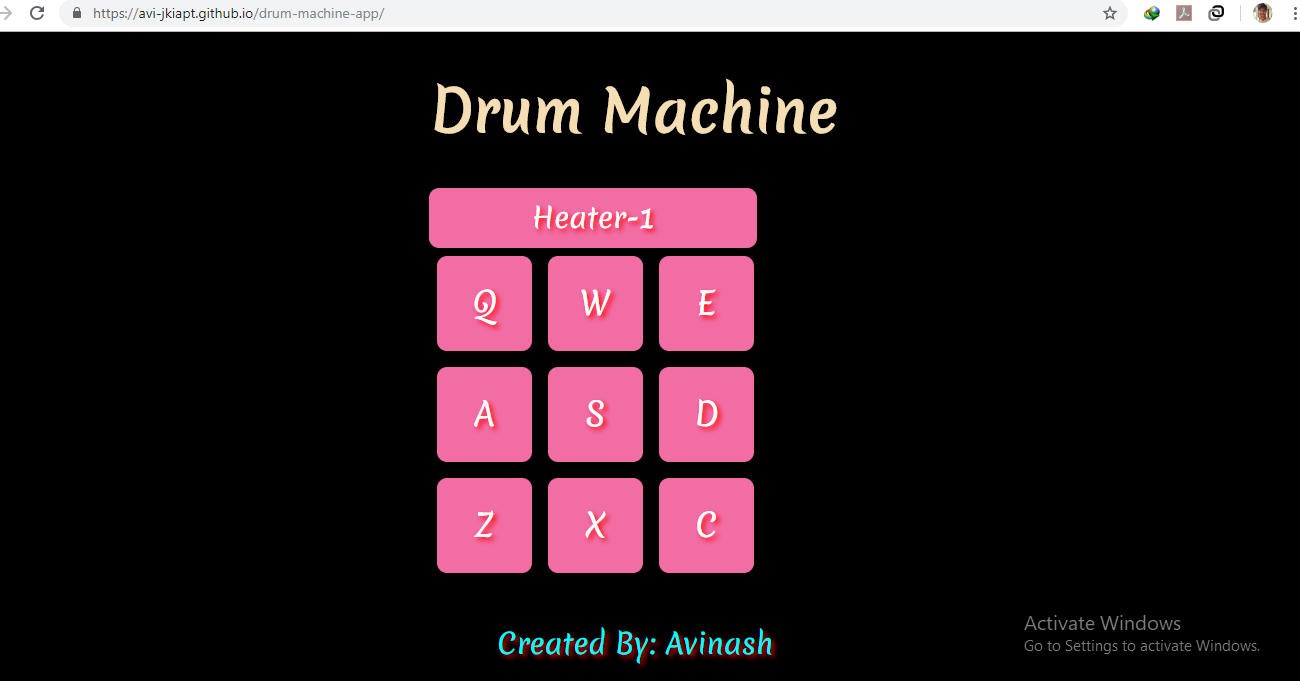 https://avi-jkiapt.github.io/drum-machine-app/
Drum Machine
Heater-1
Q W E
A S D
Z X C
Created By: Avinash
Activate Windows
Go to Settings to activate Windows.